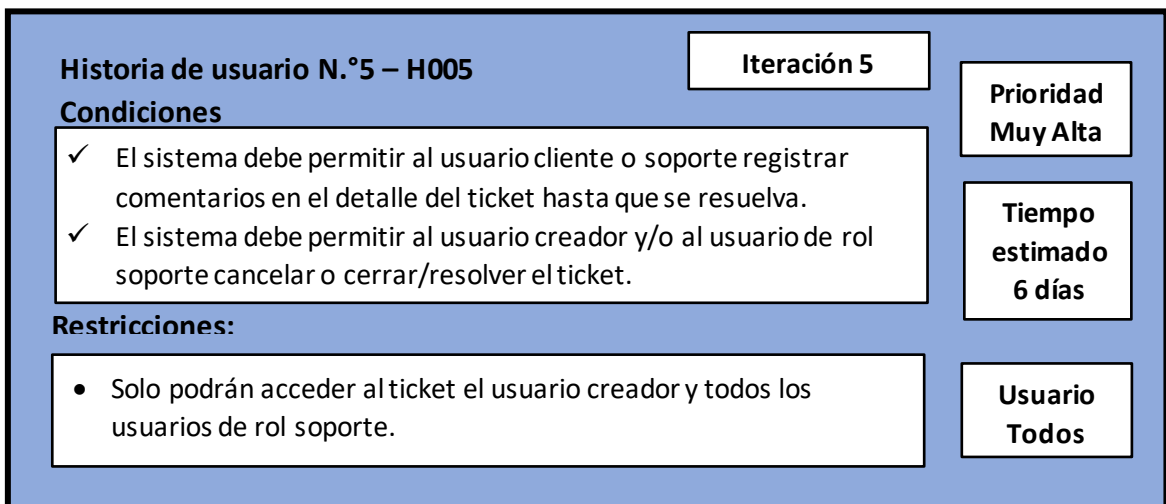 Historia de usuario N.°5 – H005
Iteración 5
Condiciones
✓ El sistema debe permitir al usuario cliente o soporte registrar
comentarios en el detalle del ticket hasta que se resuelva.
✓ El sistema debe permitir al usuario creador y/o al usuario de rol
soporte cancelar o cerrar/resolver el ticket.
Restricciones:
• Solo podrán acceder al ticket el usuario creador y todos los
usuarios de rol soporte.
Prioridad
Muy Alta
Tiempo
estimado
6 días
Usuario
Todos